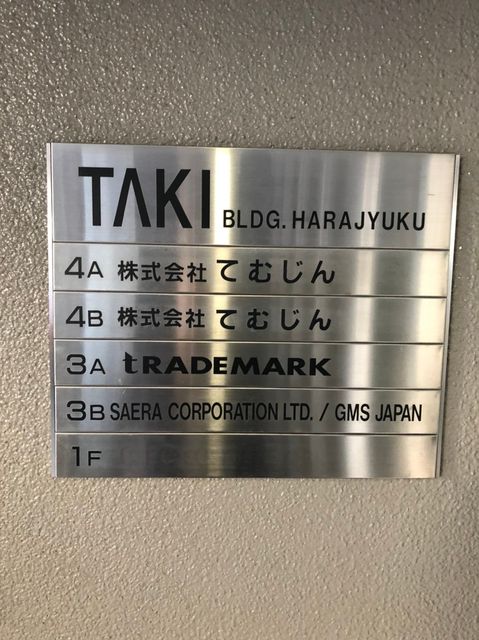 TAKI BLDG. HARAJYUKU
4A 株式会社 てむじん
4B 株式会社 てむじん
3A tRADEMARK
3B SAERA CORPORATION LTD. / GMS JAPAN
1F